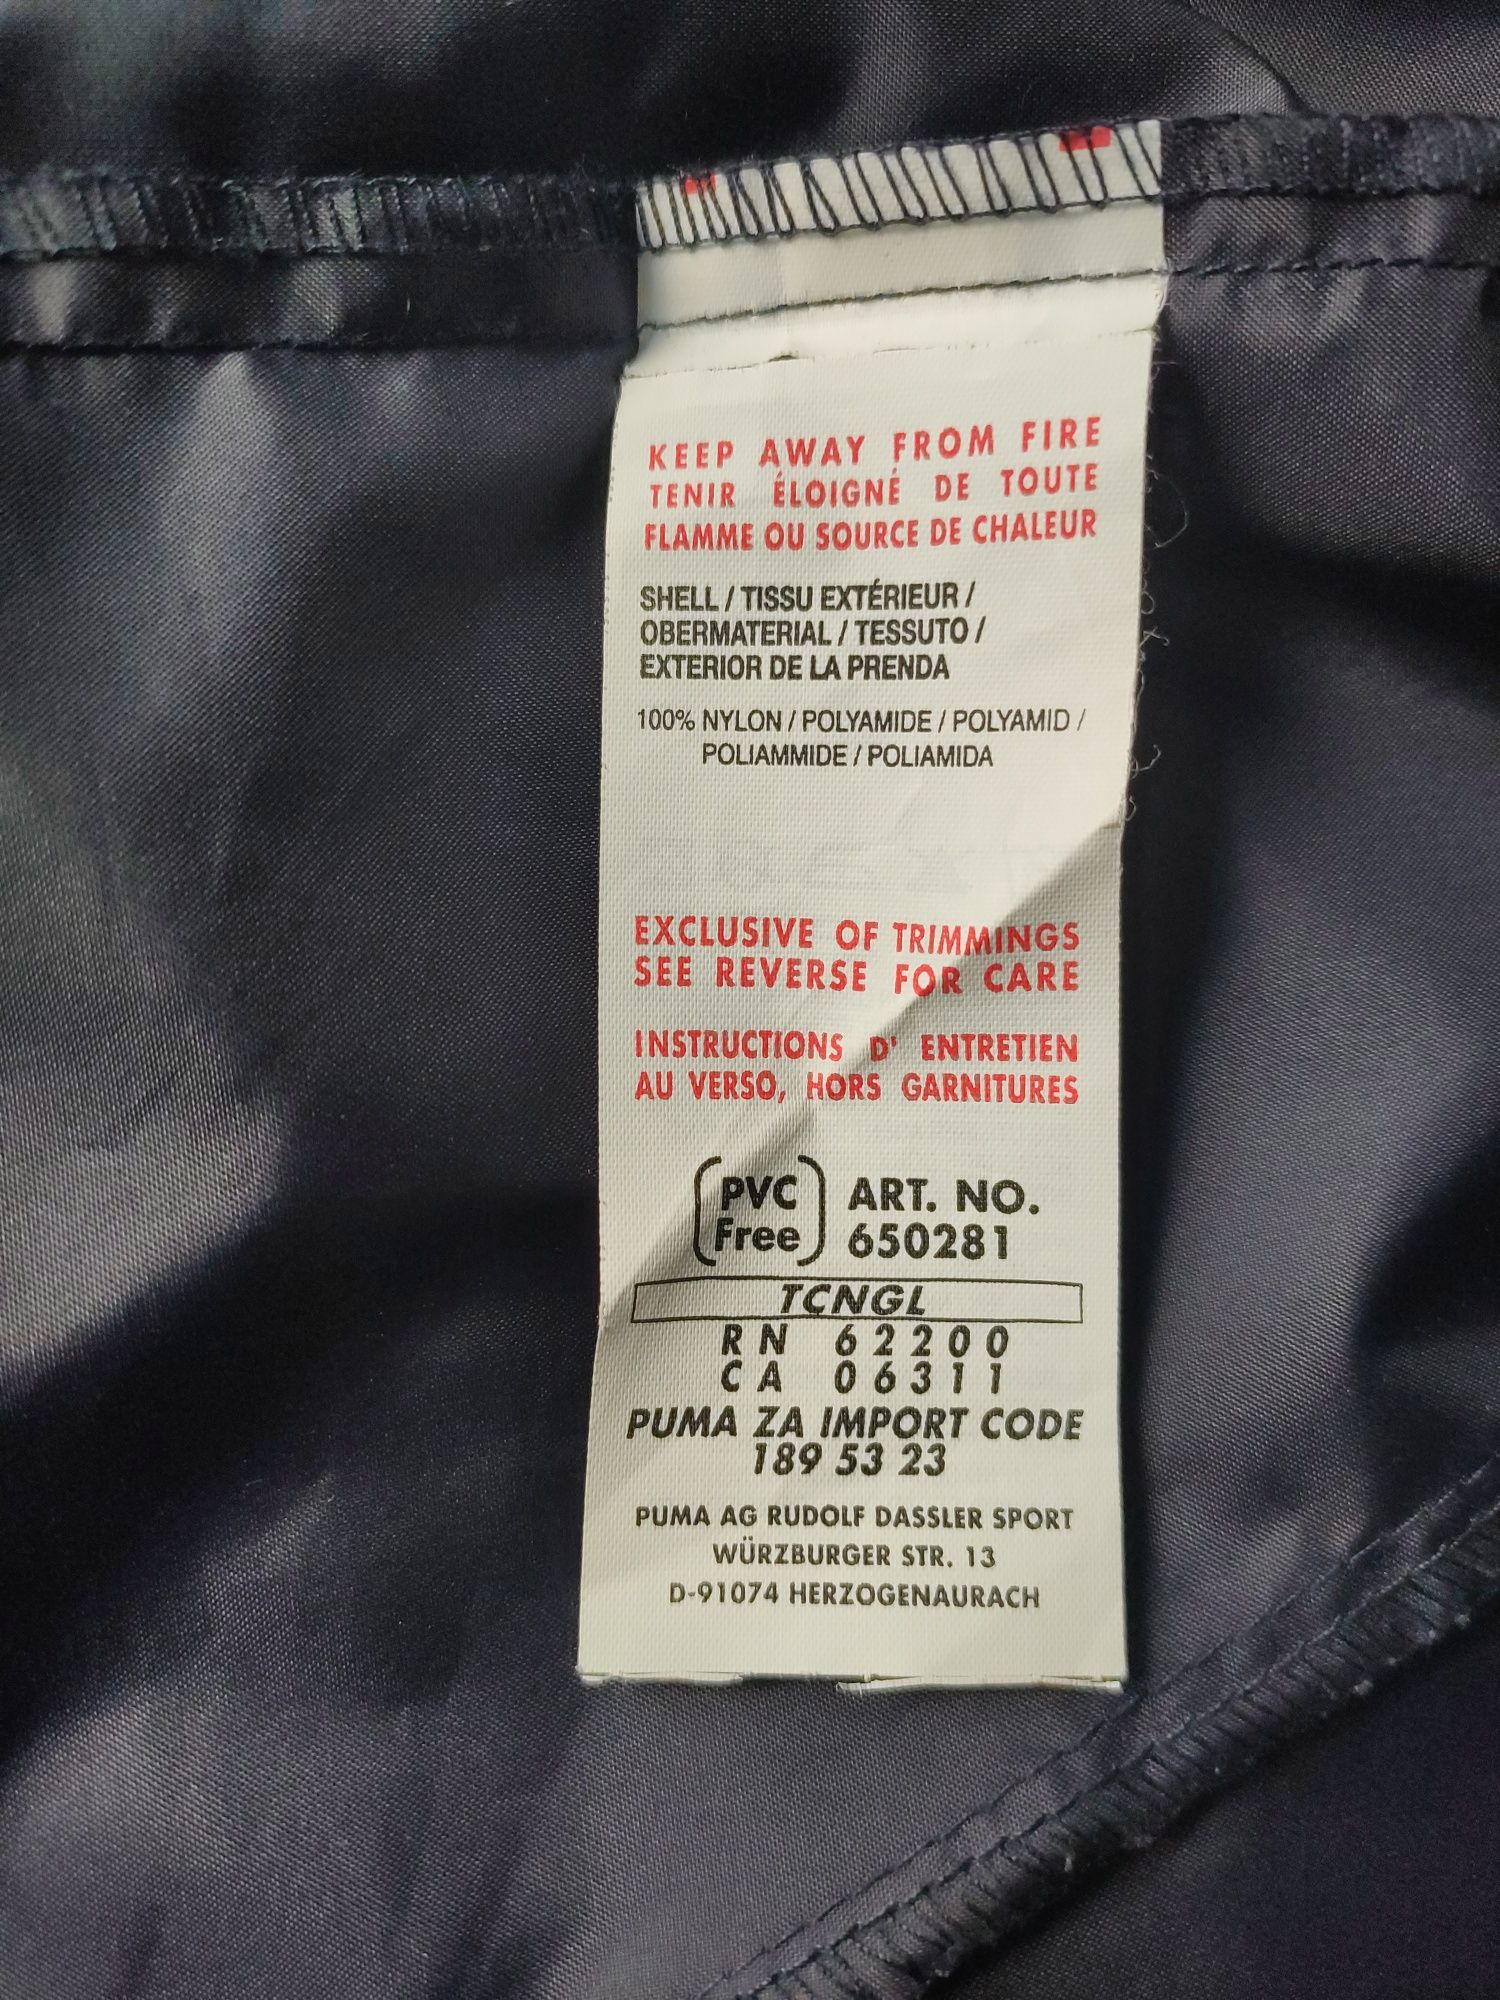 KEEP AWAY FROM FIRE
TENIR ÉLOIGNÉ DE TOUTE
FLAMME OU SOURCE DE CHALEUR
SHELL / TISSU EXTÉRIEUR /
OBERMATERIAL / TESSUTO /
EXTERIOR DE LA PRENDA
100% NYLON / POLYAMIDE / POLYAMID /
POLIAMMIDE / POLIAMIDA
EXCLUSIVE OF TRIMMINGS
SEE REVERSE FOR CARE
INSTRUCTIONS D' ENTRETIEN
AU VERSO, HORS GARNITURES
PVC Free
ART. NO.
650281
TCNGL
RN 62200
CA 06311
PUMA ZA IMPORT CODE
189 53 23
PUMA AG RUDOLF DASSLER SPORT
WÜRZBURGER STR. 13
D-91074 HERZOGENAURACH